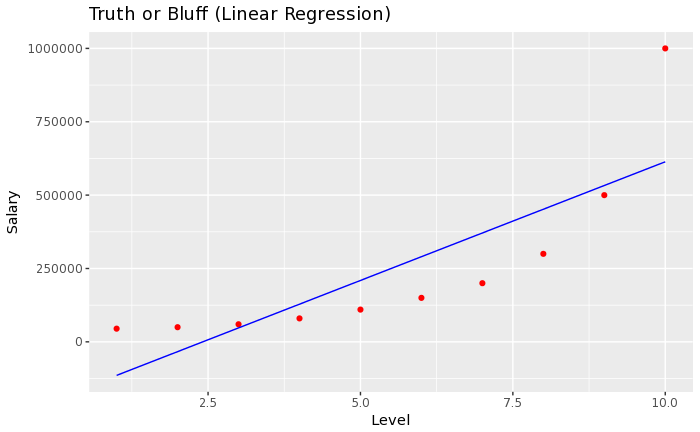 Truth or Bluff (Linear Regression)
1000000
750000
500000
250000
0
Salary
2.5 5.0 7.5 10.0
Level